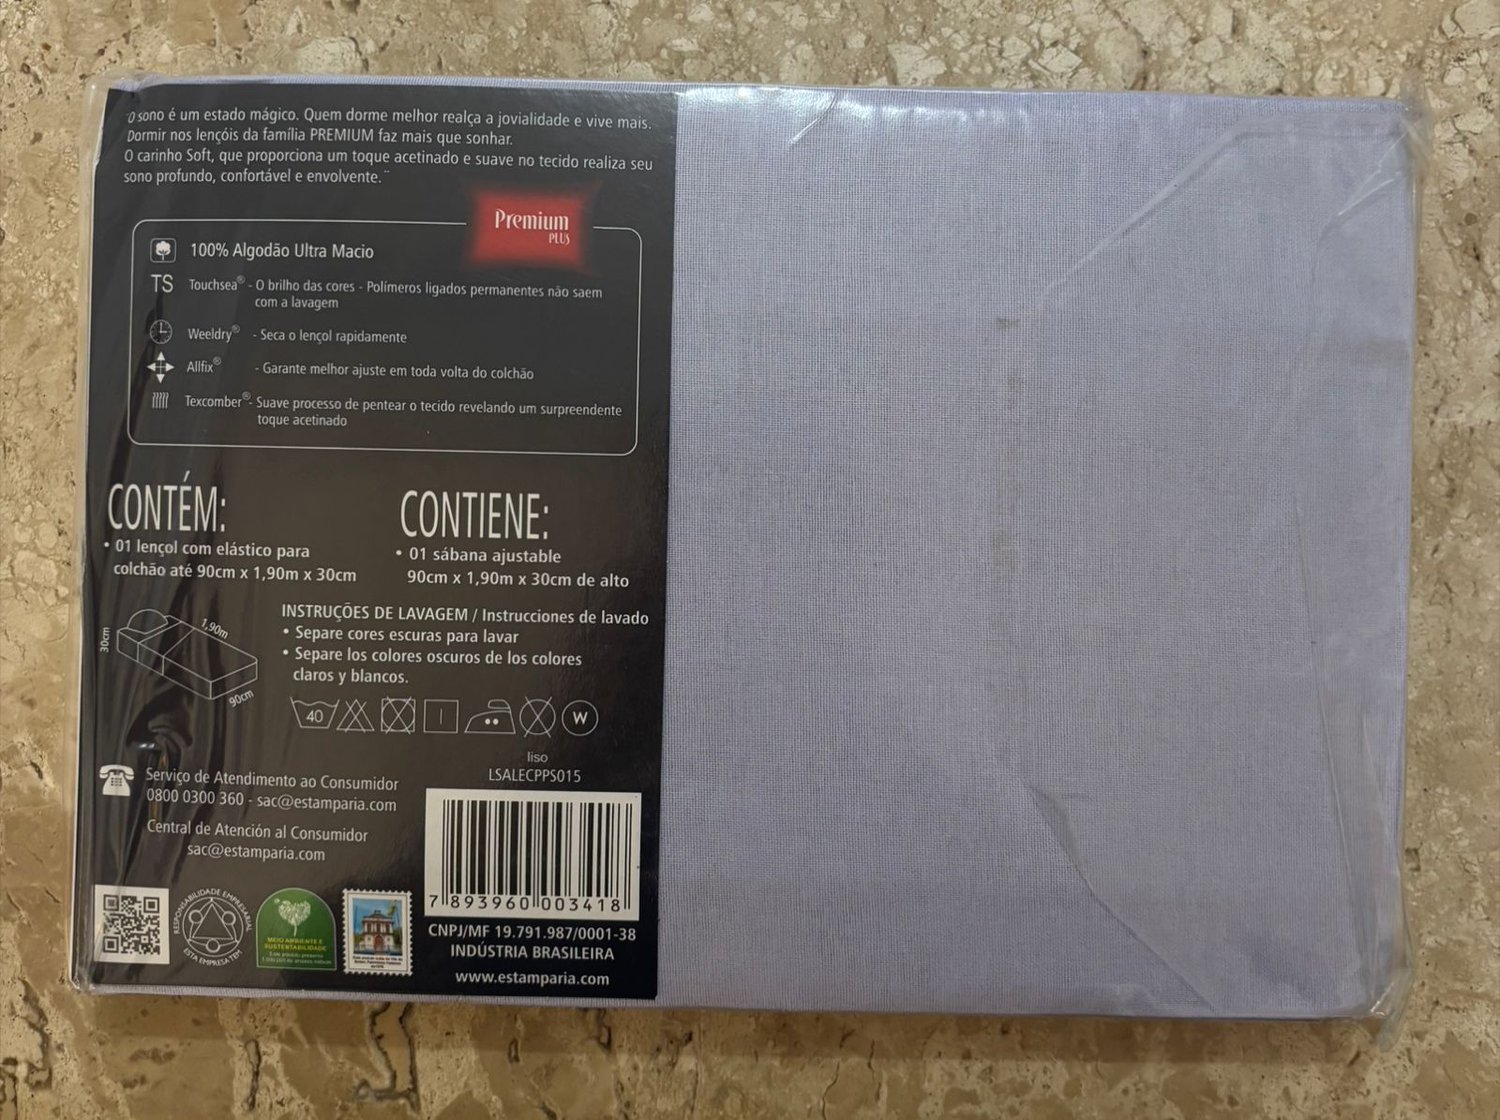 O sono é um estado mágico. Quem dorme melhor realça a jovialidade e vive mais.
Dormir nos lençóis da família PREMIUM faz mais que sonhar.
O carinho Soft, que proporciona um toque acetinado e suave no tecido realiza seu
sono profundo, confortável e envolvente.¨
Premium
PLUS
100% Algodão Ultra Macio
TS Touchsea® - O brilho das cores - Polímeros ligados permanentes não saem
com a lavagem
Weeldry® - Seca o lençol rapidamente
Allfix® - Garante melhor ajuste em toda volta do colchão
Texcomber® - Suave processo de pentear o tecido revelando um surpreendente
toque acetinado
CONTÉM:
• 01 lençol com elástico para
colchão até 90cm x 1,90m x 30cm
CONTIENE:
• 01 sábana ajustable
90cm x 1,90m x 30cm de alto
1,90m
30cm
90cm
INSTRUÇÕES DE LAVAGEM / Instrucciones de lavado
• Separe cores escuras para lavar
• Separe los colores oscuros de los colores
claros y blancos.
40
W
liso
LSALECPPS015
Serviço de Atendimento ao Consumidor
0800 0300 360 - sac@estamparia.com
Central de Atención al Consumidor
sac@estamparia.com
7 893960 003418
RESPONSABILIDADE EMPRESARIAL
ESTA EMPRESA TEM
MEIO AMBIENTE E
SUSTENTABILIDADE
CNPJ/MF 19.791.987/0001-38
INDÚSTRIA BRASILEIRA
www.estamparia.com